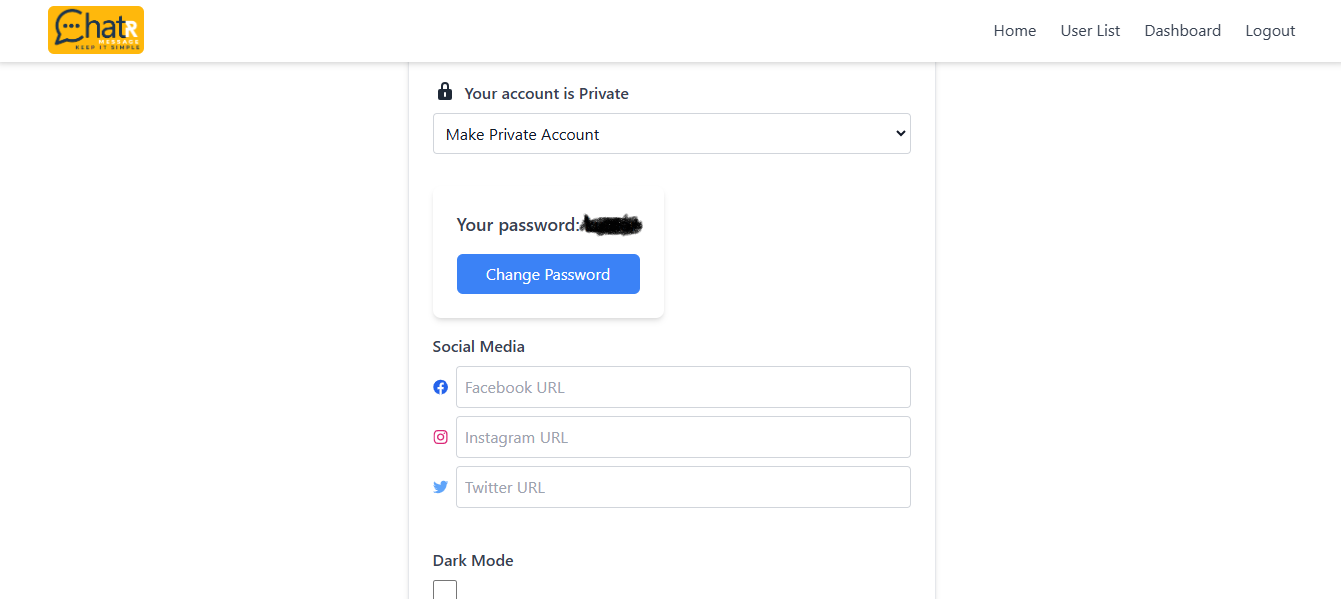 Chatr
MESSAGE
KEEP IT SIMPLE
Home User List Dashboard Logout
Your account is Private
Make Private Account
Your password:
Change Password
Social Media
Facebook URL
Instagram URL
Twitter URL
Dark Mode